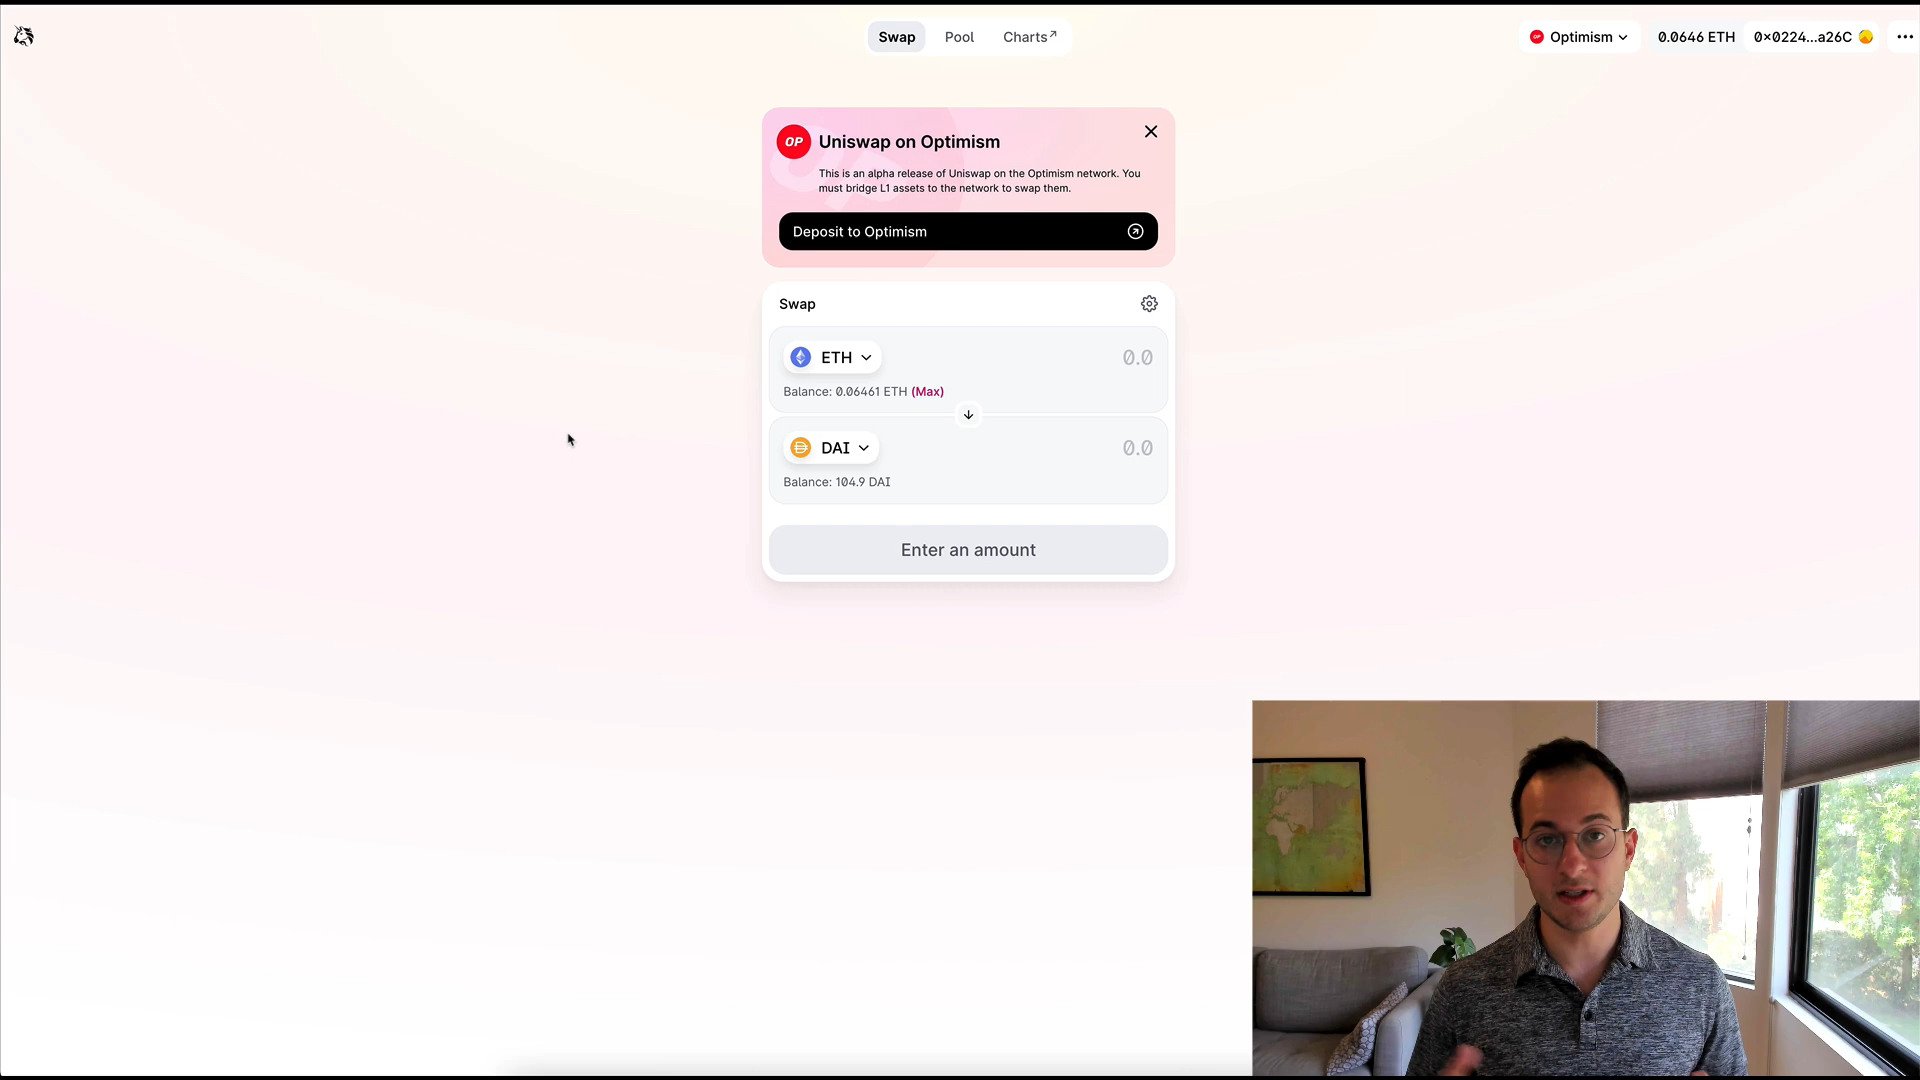 Swap Pool Charts↗ OP Optimism 0.0646 ETH 0x0224...a26C
OP Uniswap on Optimism
This is an alpha release of Uniswap on the Optimism network. You
must bridge L1 assets to the network to swap them.
Deposit to Optimism
Swap
ETH 0.0
Balance: 0.06461 ETH (Max)
DAI 0.0
Balance: 104.9 DAI
Enter an amount